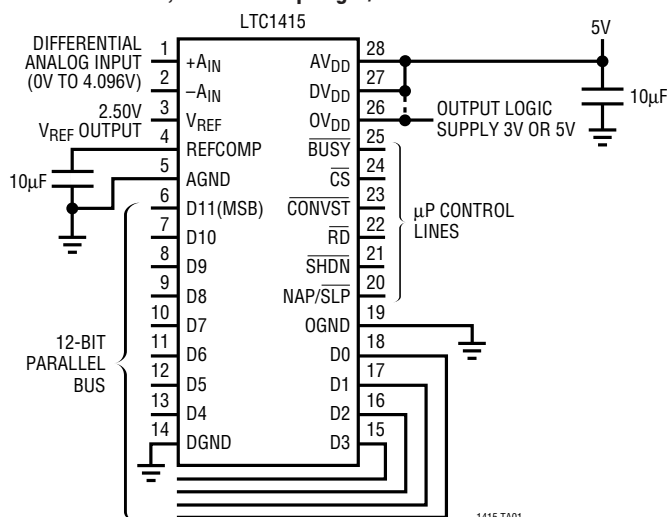 LTC1415
DIFFERENTIAL
ANALOG INPUT
(0V TO 4.096V)
2.50V
VREF OUTPUT
10µF
12-BIT
PARALLEL
BUS
1 +AIN
2 –AIN
3 VREF
4 REFCOMP
5 AGND
6 D11(MSB)
7 D10
8 D9
9 D8
10 D7
11 D6
12 D5
13 D4
14 DGND
AVDD 28
DVDD 27
OVDD 26
BUSY 25
CS 24
CONVST 23
RD 22
SHDN 21
NAP/SLP 20
OGND 19
D0 18
D1 17
D2 16
D3 15
5V
10µF
OUTPUT LOGIC
SUPPLY 3V OR 5V
µP CONTROL
LINES
1415 TA01